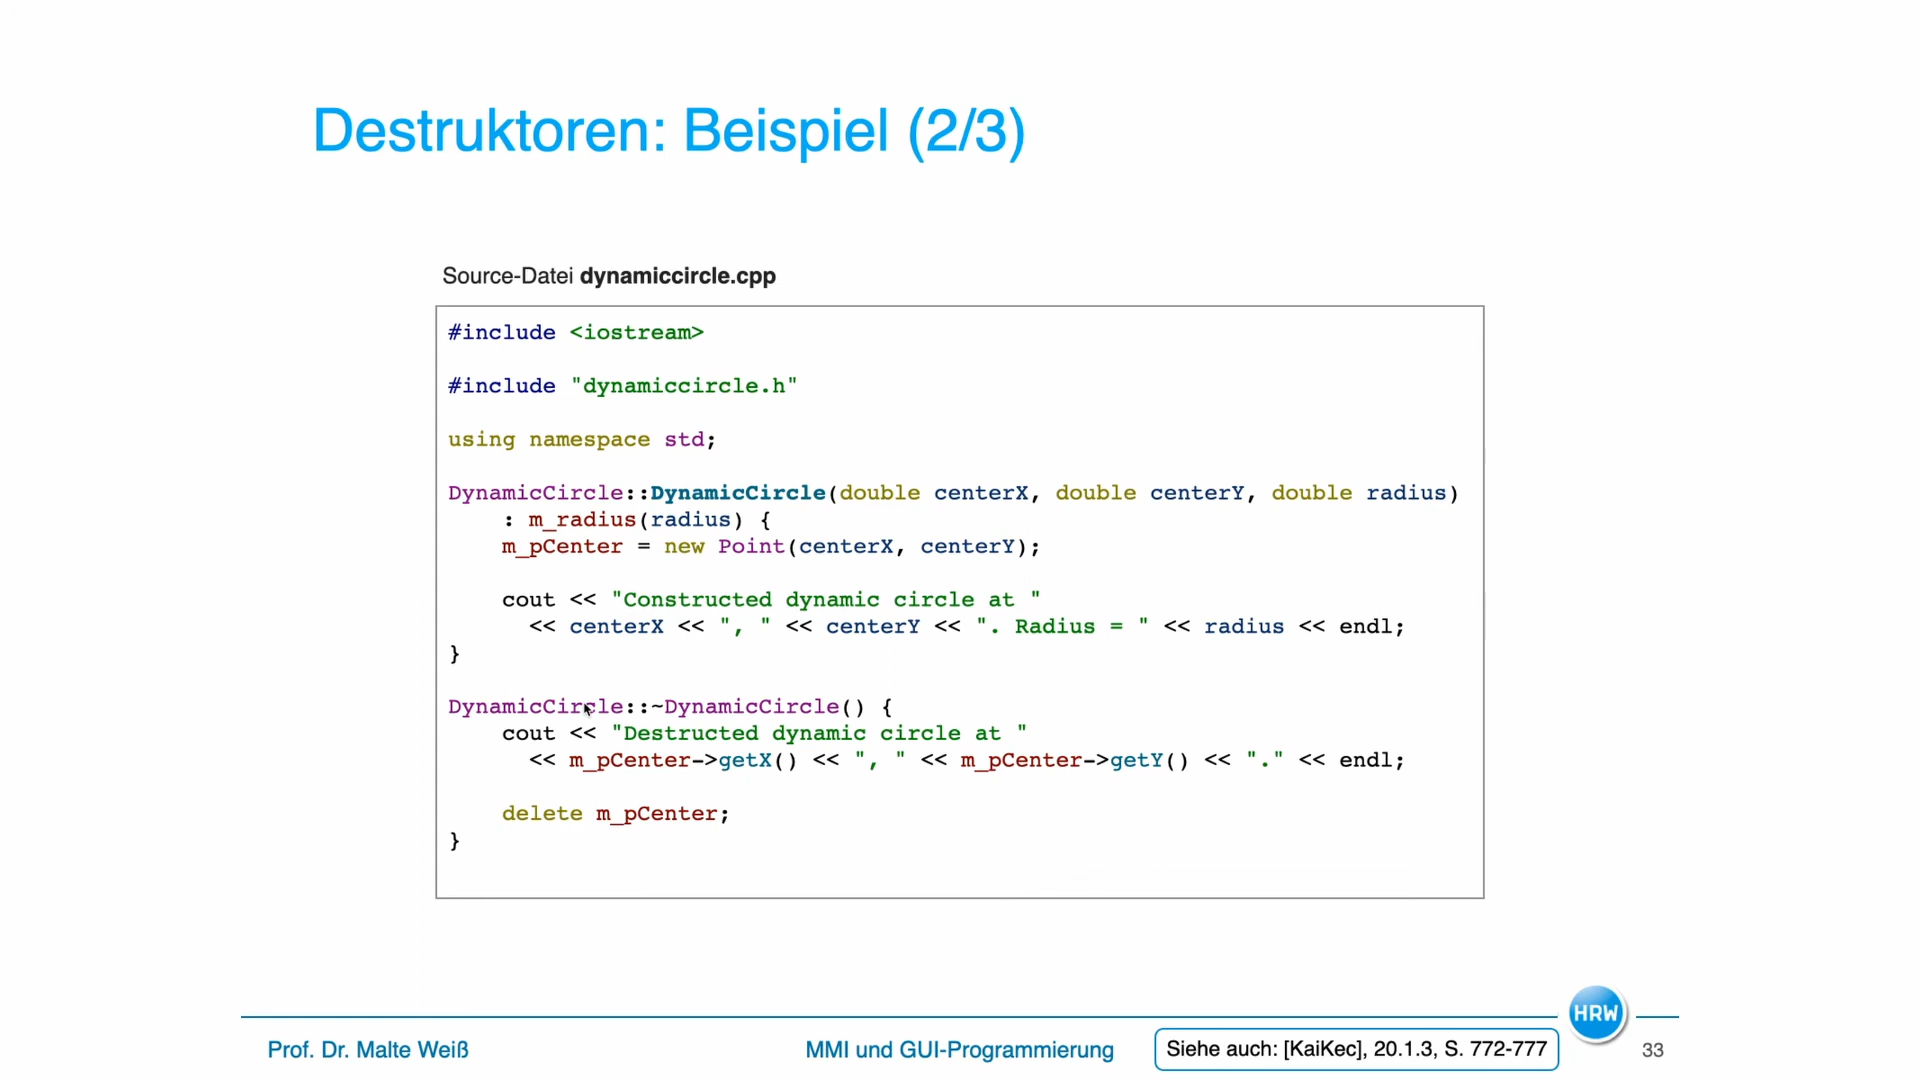 Destruktoren: Beispiel (2/3)
Source-Datei dynamiccircle.cpp
#include <iostream>
#include "dynamiccircle.h"
using namespace std;
DynamicCircle::DynamicCircle(double centerX, double centerY, double radius)
    : m_radius(radius) {
    m_pCenter = new Point(centerX, centerY);
    cout << "Constructed dynamic circle at "
      << centerX << ", " << centerY << ". Radius = " << radius << endl;
}
DynamicCircle::~DynamicCircle() {
    cout << "Destructed dynamic circle at "
      << m_pCenter->getX() << ", " << m_pCenter->getY() << "." << endl;
    delete m_pCenter;
}
HRW
Prof. Dr. Malte Weiß
MMI und GUI-Programmierung
Siehe auch: [KaiKec], 20.1.3, S. 772-777
33